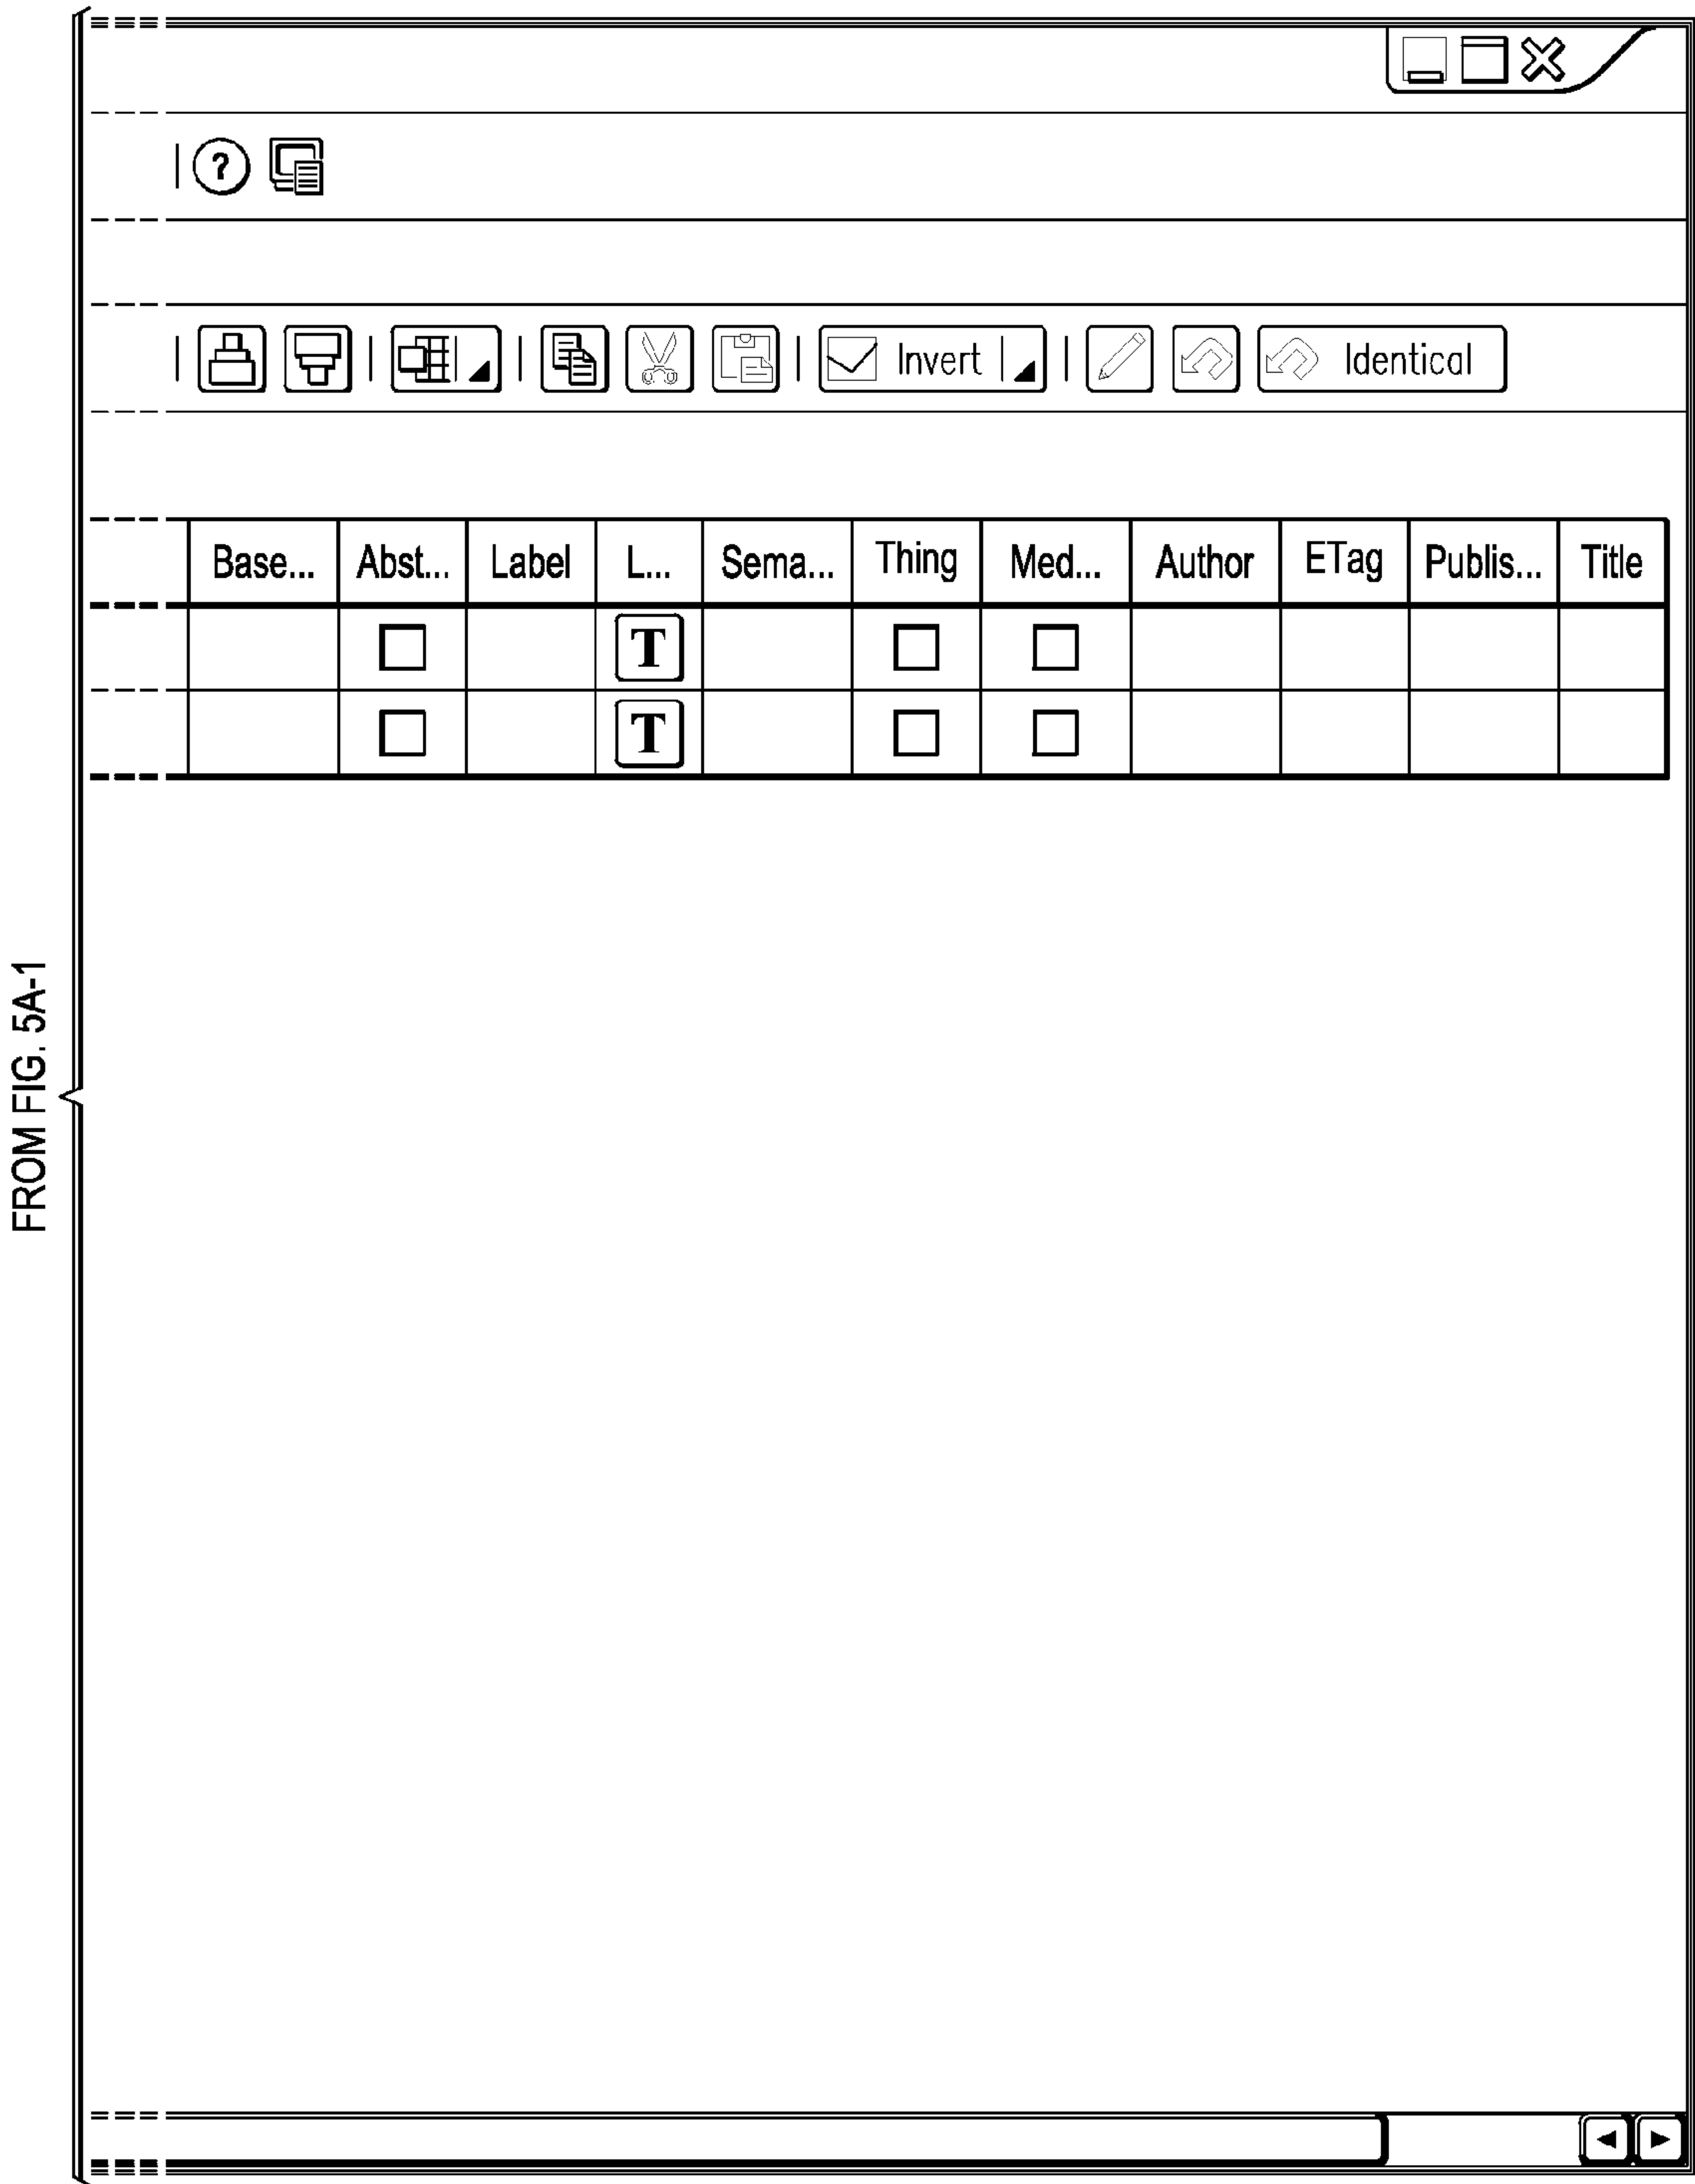 FROM FIG. 5A-1
?
Invert Identical
Base... Abst... Label L... Sema... Thing Med... Author ETag Publis... Title
T
T